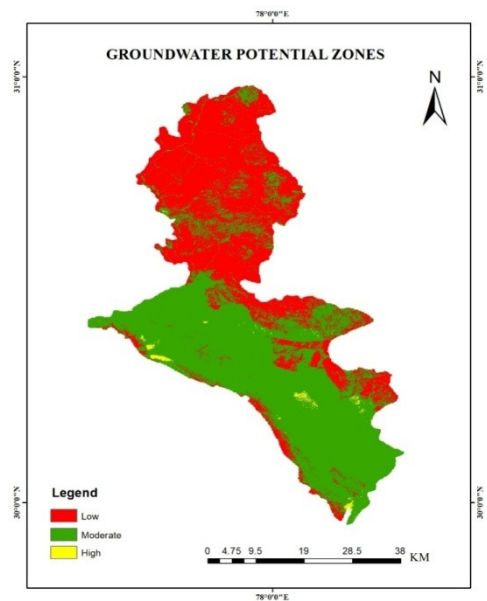 78°0'0"E
GROUNDWATER POTENTIAL ZONES
31°0'0"N
31°0'0"N
N
30°0'0"N
30°0'0"N
Legend
Low
Moderate
High
0 4.75 9.5 19 28.5 38 KM
78°0'0"E